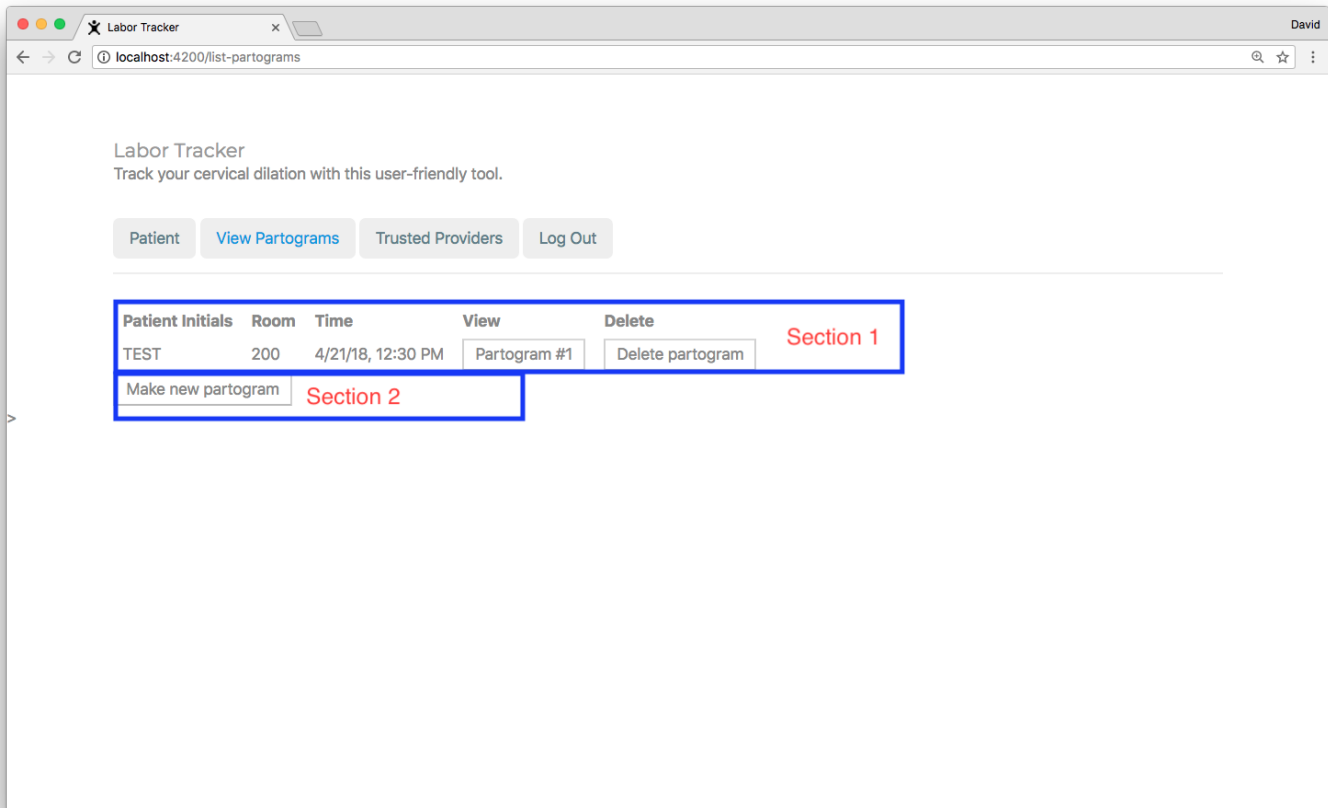 Labor Tracker
David
localhost:4200/list-partograms
Labor Tracker
Track your cervical dilation with this user-friendly tool.
Patient View Partograms Trusted Providers Log Out
Patient Initials Room Time View Delete
Section 1
TEST 200 4/21/18, 12:30 PM Partogram #1 Delete partogram
Make new partogram Section 2
>